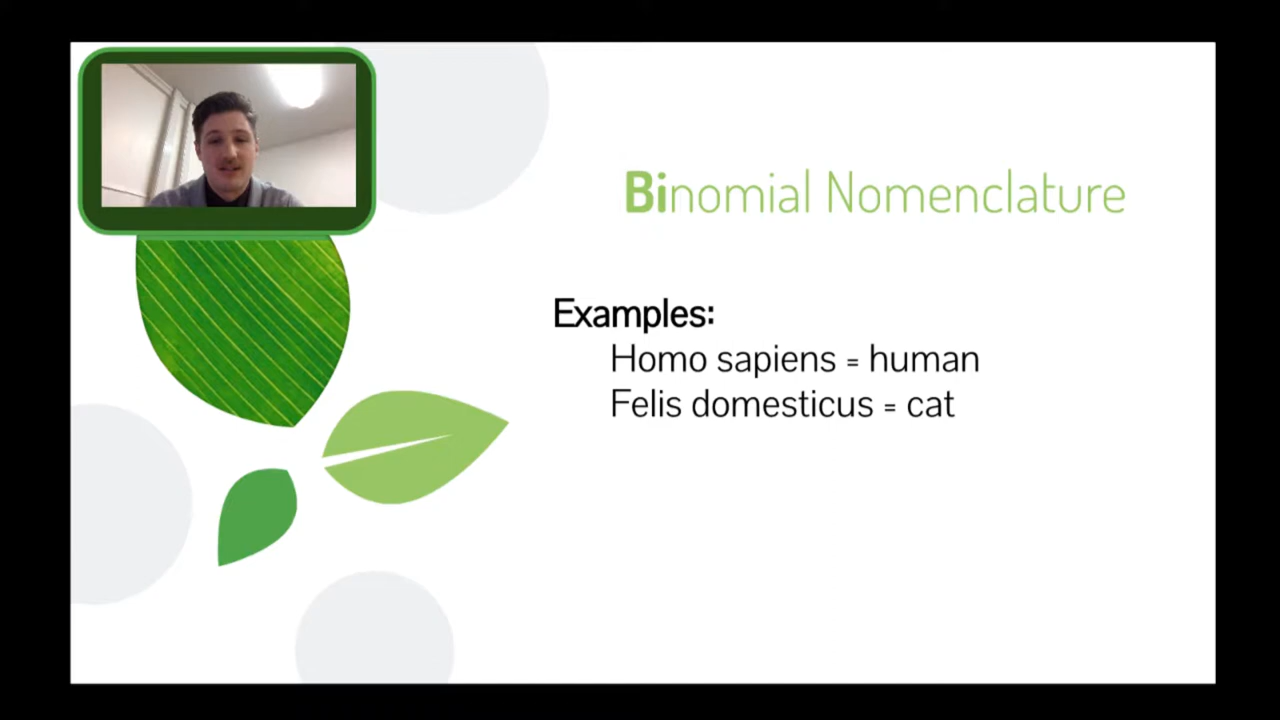 Binomial Nomenclature
Examples:
Homo sapiens = human
Felis domesticus = cat